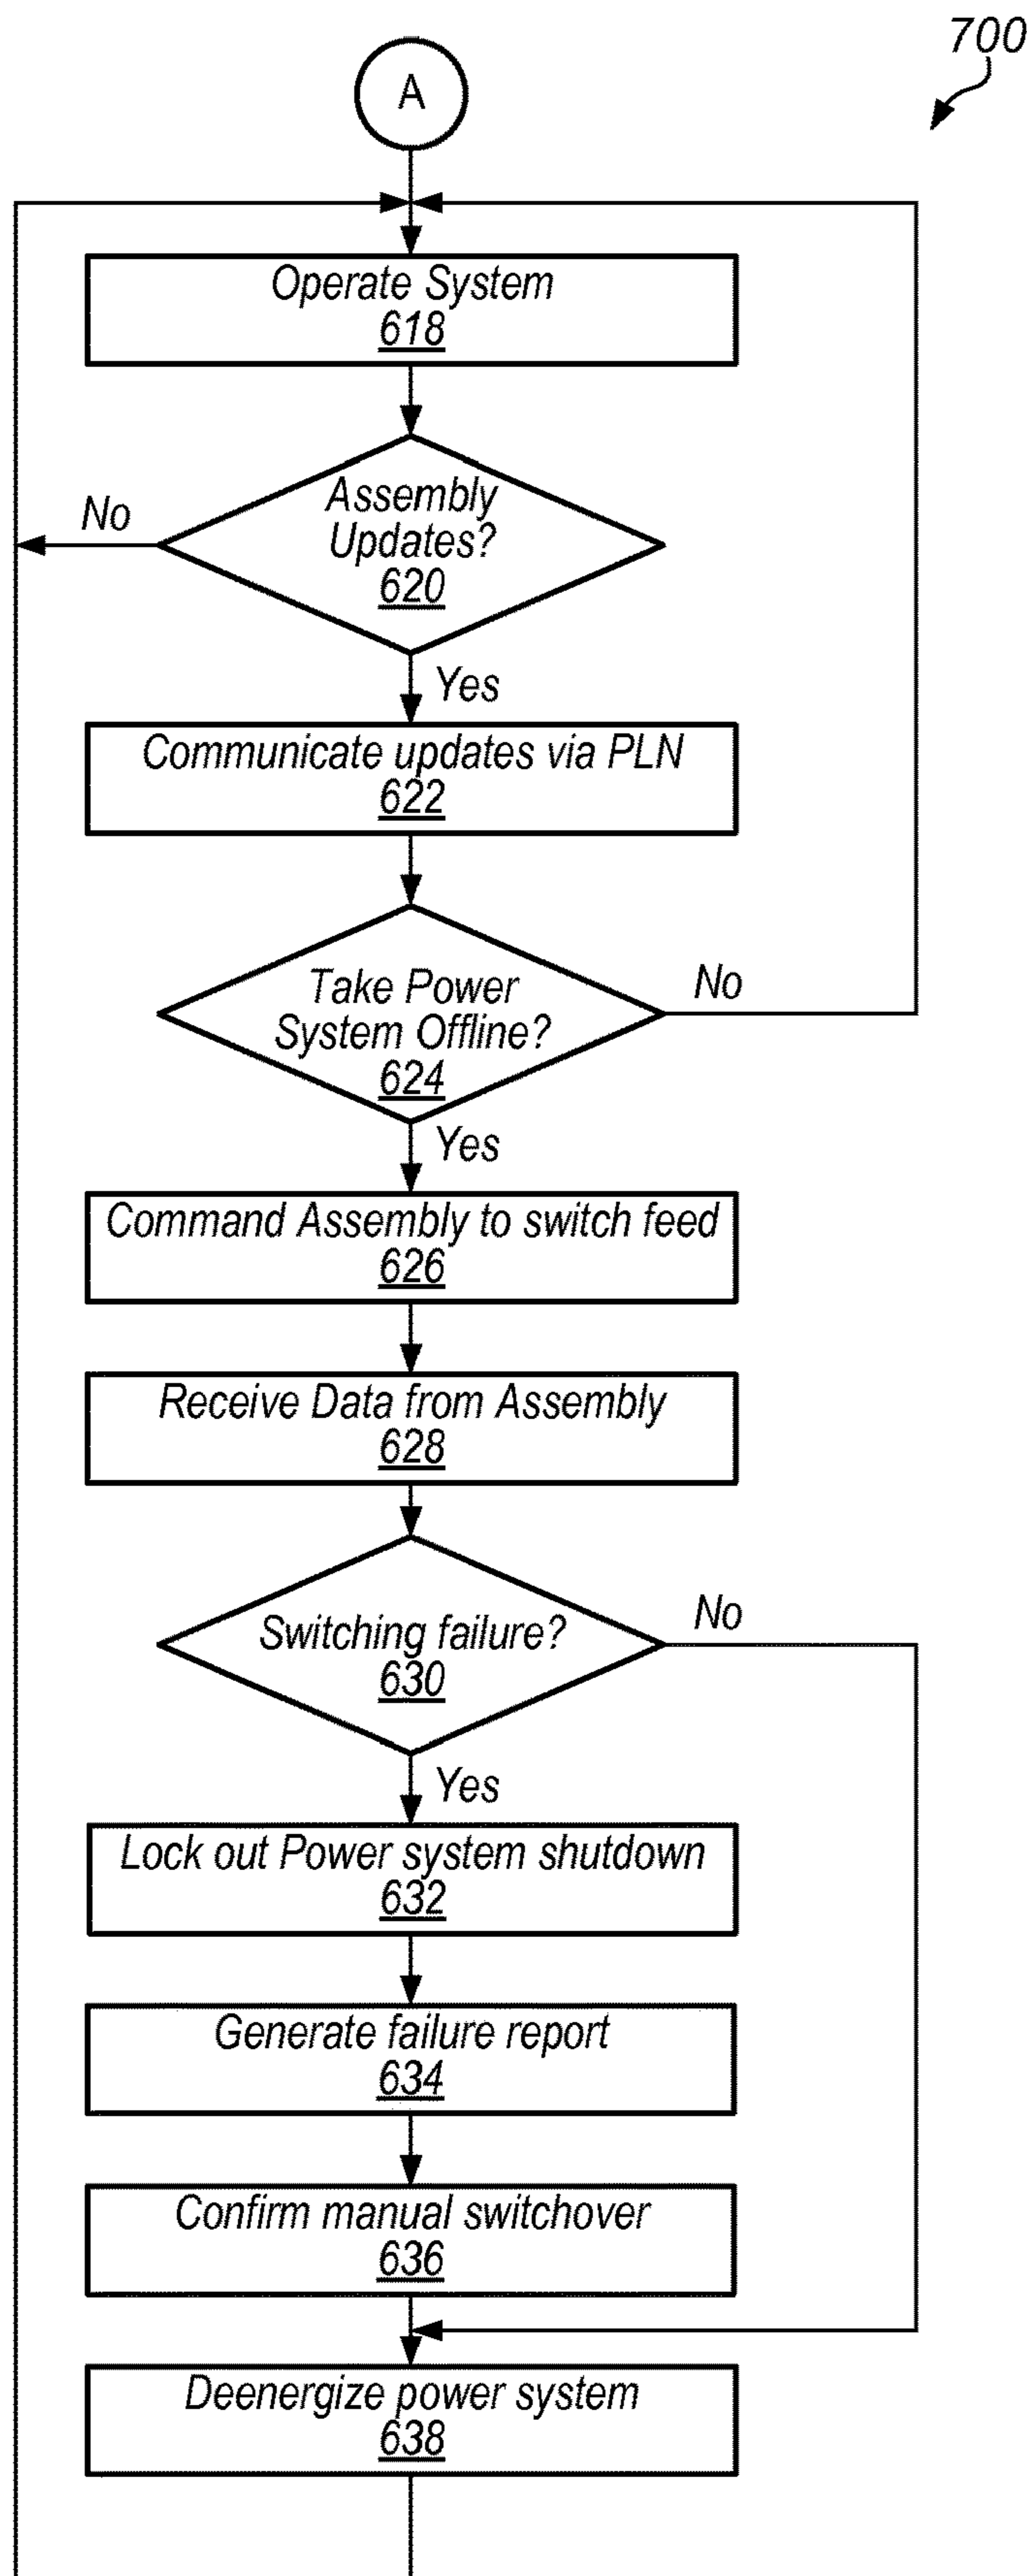 700
A
Operate System
618
Assembly
Updates?
620
No
Yes
Communicate updates via PLN
622
Take Power
System Offline?
624
No
Yes
Command Assembly to switch feed
626
Receive Data from Assembly
628
Switching failure?
630
No
Yes
Lock out Power system shutdown
632
Generate failure report
634
Confirm manual switchover
636
Deenergize power system
638